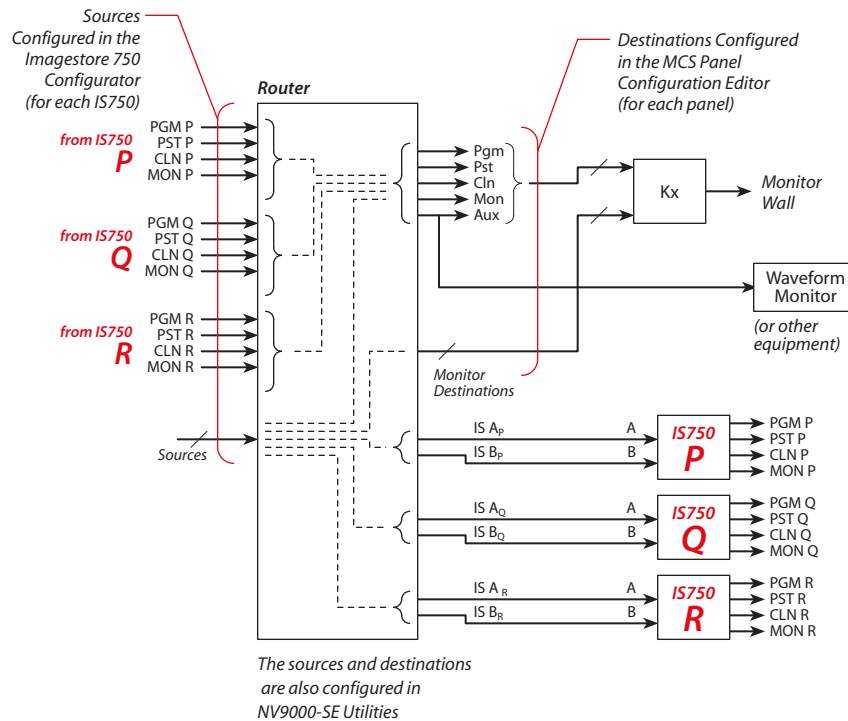 Sources
Configured in the
Imagestore 750
Configurator
(for each IS750)
Destinations Configured
in the MCS Panel
Configuration Editor
(for each panel)
Router
from IS750
P
PGM P
PST P
CLN P
MON P
from IS750
Q
PGM Q
PST Q
CLN Q
MON Q
from IS750
R
PGM R
PST R
CLN R
MON R
Sources
Pgm
Pst
Cln
Mon
Aux
Kx
Monitor
Wall
Waveform
Monitor
(or other
equipment)
Monitor
Destinations
IS AP
A
IS BP
B
IS750
P
PGM P
PST P
CLN P
MON P
IS AQ
A
IS BQ
B
IS750
Q
PGM Q
PST Q
CLN Q
MON Q
IS A R
A
IS BR
B
IS750
R
PGM R
PST R
CLN R
MON R
The sources and destinations
are also configured in
NV9000-SE Utilities